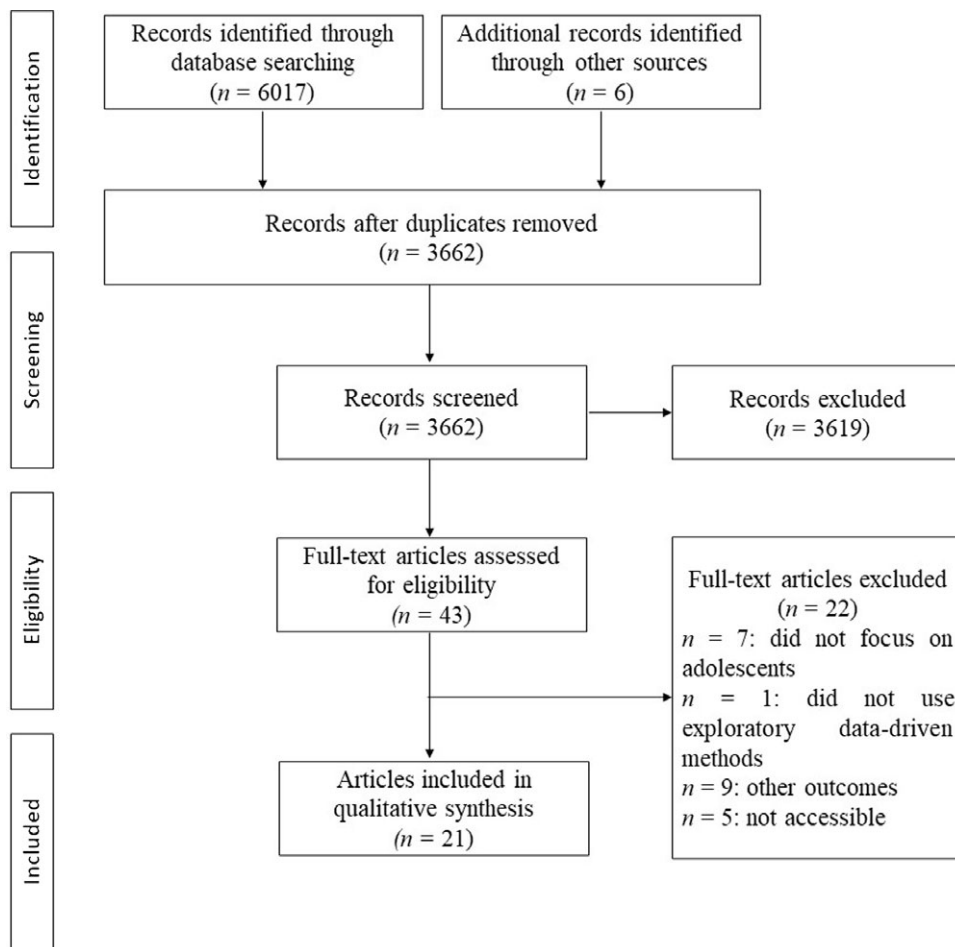 Identification
Records identified through
database searching
(n = 6017)
Additional records identified
through other sources
(n = 6)
Records after duplicates removed
(n = 3662)
Screening
Records screened
(n = 3662)
Records excluded
(n = 3619)
Eligibility
Full-text articles assessed
for eligibility
(n = 43)
Full-text articles excluded
(n = 22)
n = 7: did not focus on
adolescents
n = 1: did not use
exploratory data-driven
methods
n = 9: other outcomes
n = 5: not accessible
Included
Articles included in
qualitative synthesis
(n = 21)